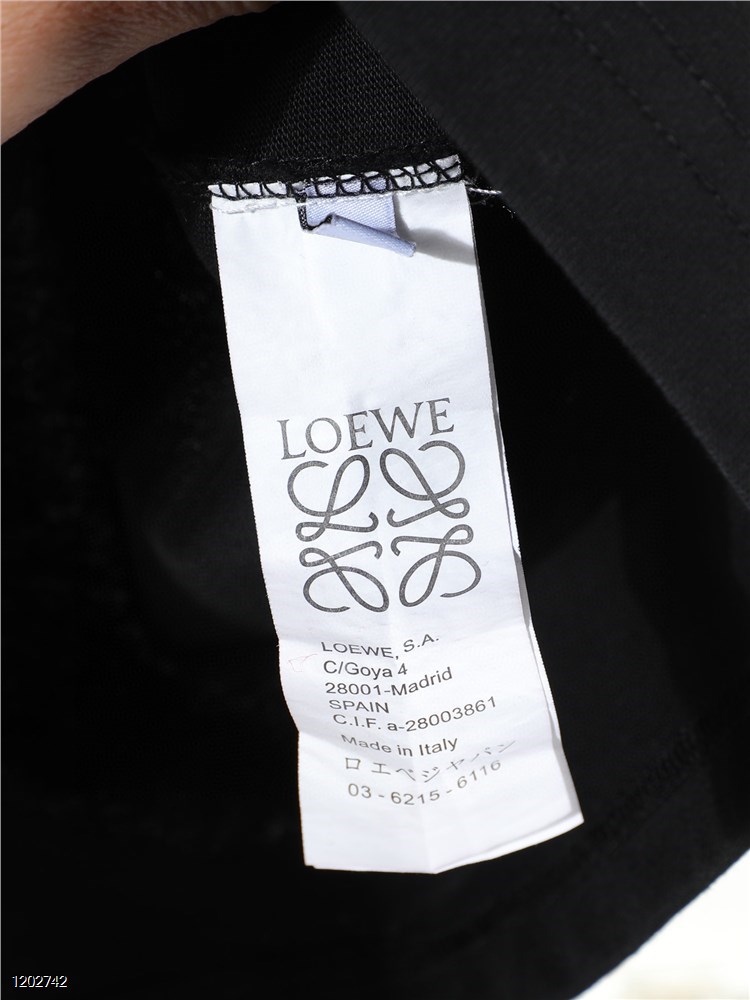 LOEWE
LOEWE, S.A.
C/Goya 4
28001-Madrid
SPAIN
C.I.F. a-28003861
Made in Italy
ロエベジャパン
03 - 6215 - 6116
1202742